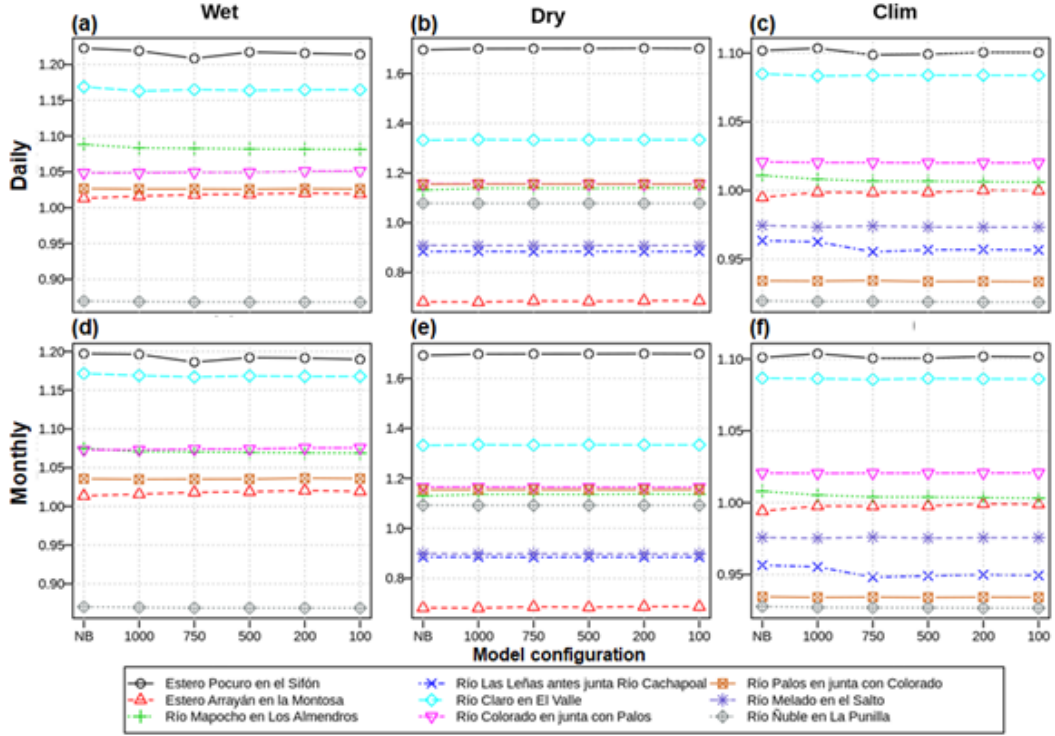 Wet Dry Clim
(a) (b) (c)
Daily
1.20
1.15
1.10
1.05
1.00
0.95
0.90
1.6
1.4
1.2
1.0
0.8
1.10
1.05
1.00
0.95
(d) (e) (f)
Monthly
1.20
1.15
1.10
1.05
1.00
0.90
1.6
1.4
1.2
1.0
0.8
1.10
1.05
1.00
0.95
NB 1000 750 500 200 100 NB 1000 750 500 200 100 NB 1000 750 500 200 100
Model configuration
Estero Pocuro en el Sifón
Estero Arrayán en la Montosa
Río Mapocho en Los Almendros
Río Las Leñas antes junta Río Cachapoal
Río Claro en El Valle
Río Colorado en junta con Palos
Río Palos en junta con Colorado
Río Melado en el Salto
Río Ñuble en La Punilla